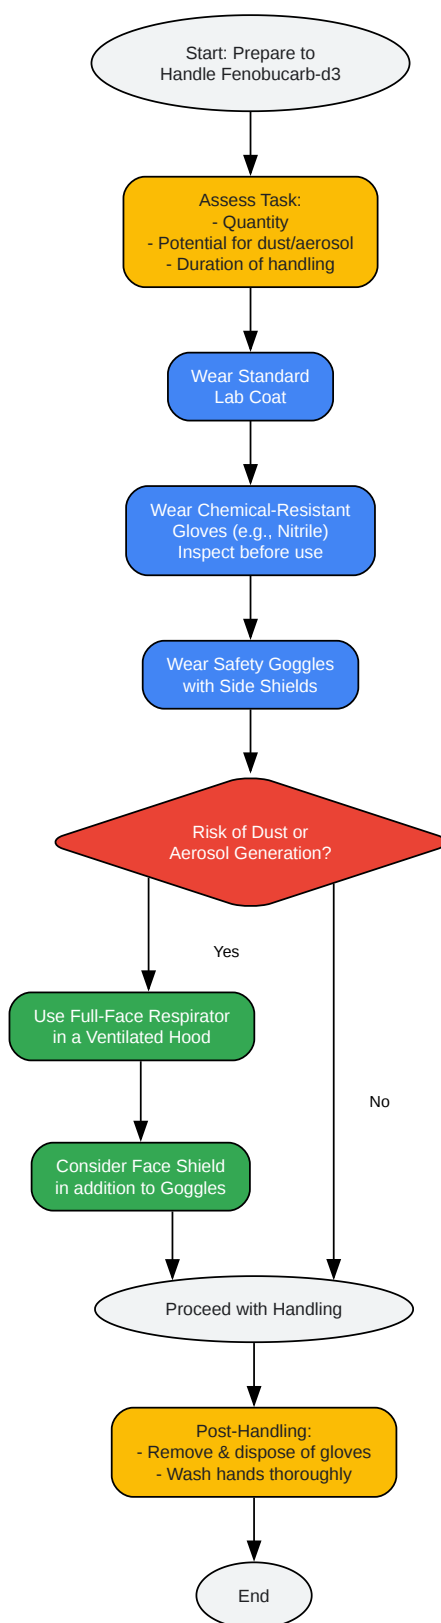 Start: Prepare to
Handle Fenobucarb-d3
Assess Task:
- Quantity
- Potential for dust/aerosol
- Duration of handling
Wear Standard
Lab Coat
Wear Chemical-Resistant
Gloves (e.g., Nitrile)
Inspect before use
Wear Safety Goggles
with Side Shields
Risk of Dust or
Aerosol Generation?
Yes
Use Full-Face Respirator
in a Ventilated Hood
No
Consider Face Shield
in addition to Goggles
Proceed with Handling
Post-Handling:
- Remove & dispose of gloves
- Wash hands thoroughly
End